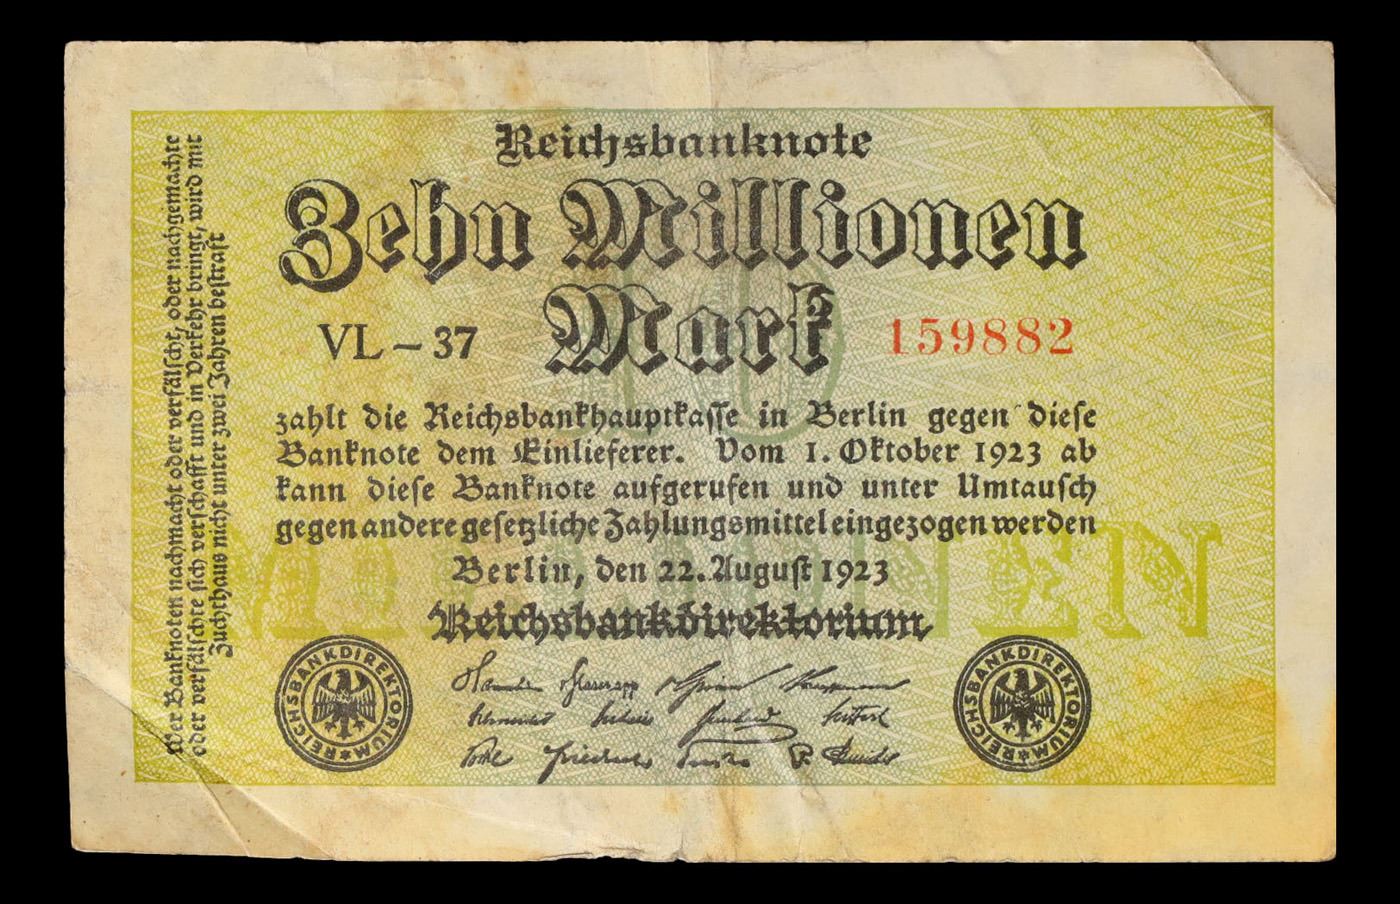 Reichsbanknote
Zehn Millionen
Mark
VL – 37
159882
zahlt die Reichsbankhauptkasse in Berlin gegen diese
Banknote dem Einlieferer. Vom 1. Oktober 1923 ab
kann diese Banknote aufgerufen und unter Umtausch
gegen andere gesetzliche Zahlungsmittel eingezogen werden
Berlin, den 22. August 1923
Reichsbankdirektorium
REICHSBANKDIREKTORIUM
REICHSBANKDIREKTORIUM
Wer Banknoten nachmacht oder verfälscht, oder nachgemachte
oder verfälschte sich verschafft und in Verkehr bringt, wird mit
Zuchthaus nicht unter zwei Jahren bestraft
10